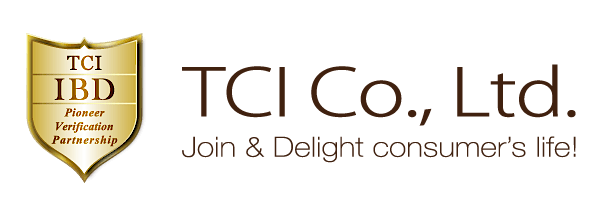 TCI
IBD
Pioneer
Verification
Partnership
TCI Co., Ltd.
Join & Delight consumer's life!